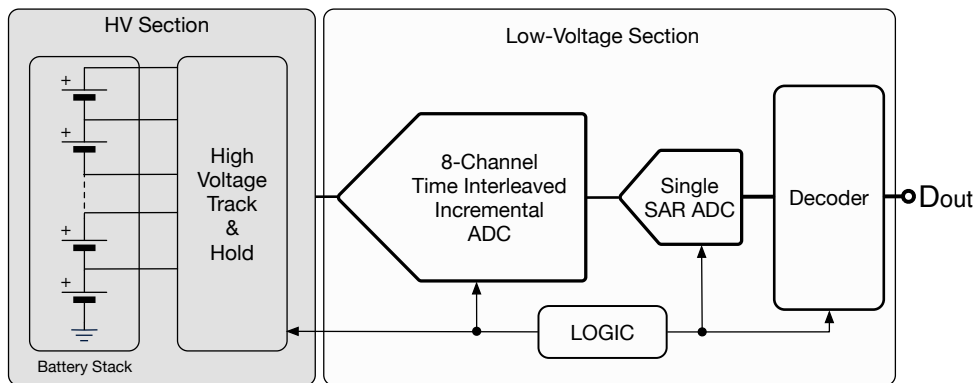 HV Section
Low-Voltage Section
+
+
+
+
High
Voltage
Track
&
Hold
8-Channel
Time Interleaved
Incremental
ADC
Single
SAR ADC
Decoder
Dout
LOGIC
Battery Stack